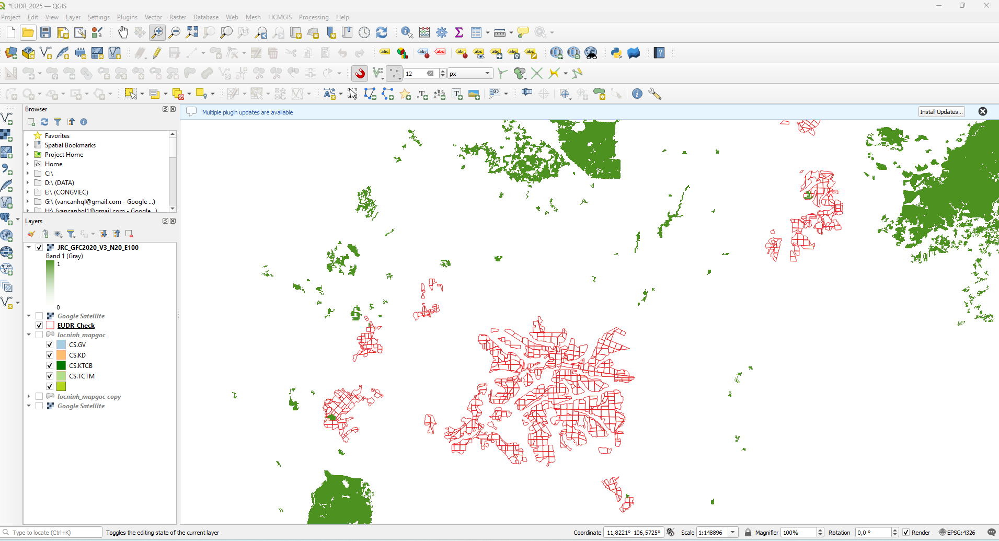 *EUDR_2025 — QGIS
Project Edit View Layer Settings Plugins Vector Raster Database Web Mesh HCMGIS Processing Help
12 px
Browser
Multiple plugin updates are available
Install Updates...
Favorites
Spatial Bookmarks
Project Home
Home
C:\
D:\ (DATA)
E:\ (CONGVIEC)
G:\ (vancanhql@gmail.com - Google ...)
H:\ (vancanhql1@gmail.com - Google ...)
Layers
JRC_GFC2020_V3_N20_E100
Band 1 (Gray)
1
0
Google Satellite
EUDR_Check
locninh_mapgoc
CS.GV
CS.KD
CS.KTCB
CS.TCTM
locninh_mapgoc copy
Google Satellite
Type to locate (Ctrl+K) Toggles the editing state of the current layer Coordinate 11,8221° 106,5725° Scale 1:148896 Magnifier 100% Rotation 0,0 ° Render EPSG:4326